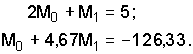 2M₀ + M₁ = 5;
M₀ + 4,67M₁ = −126,33.